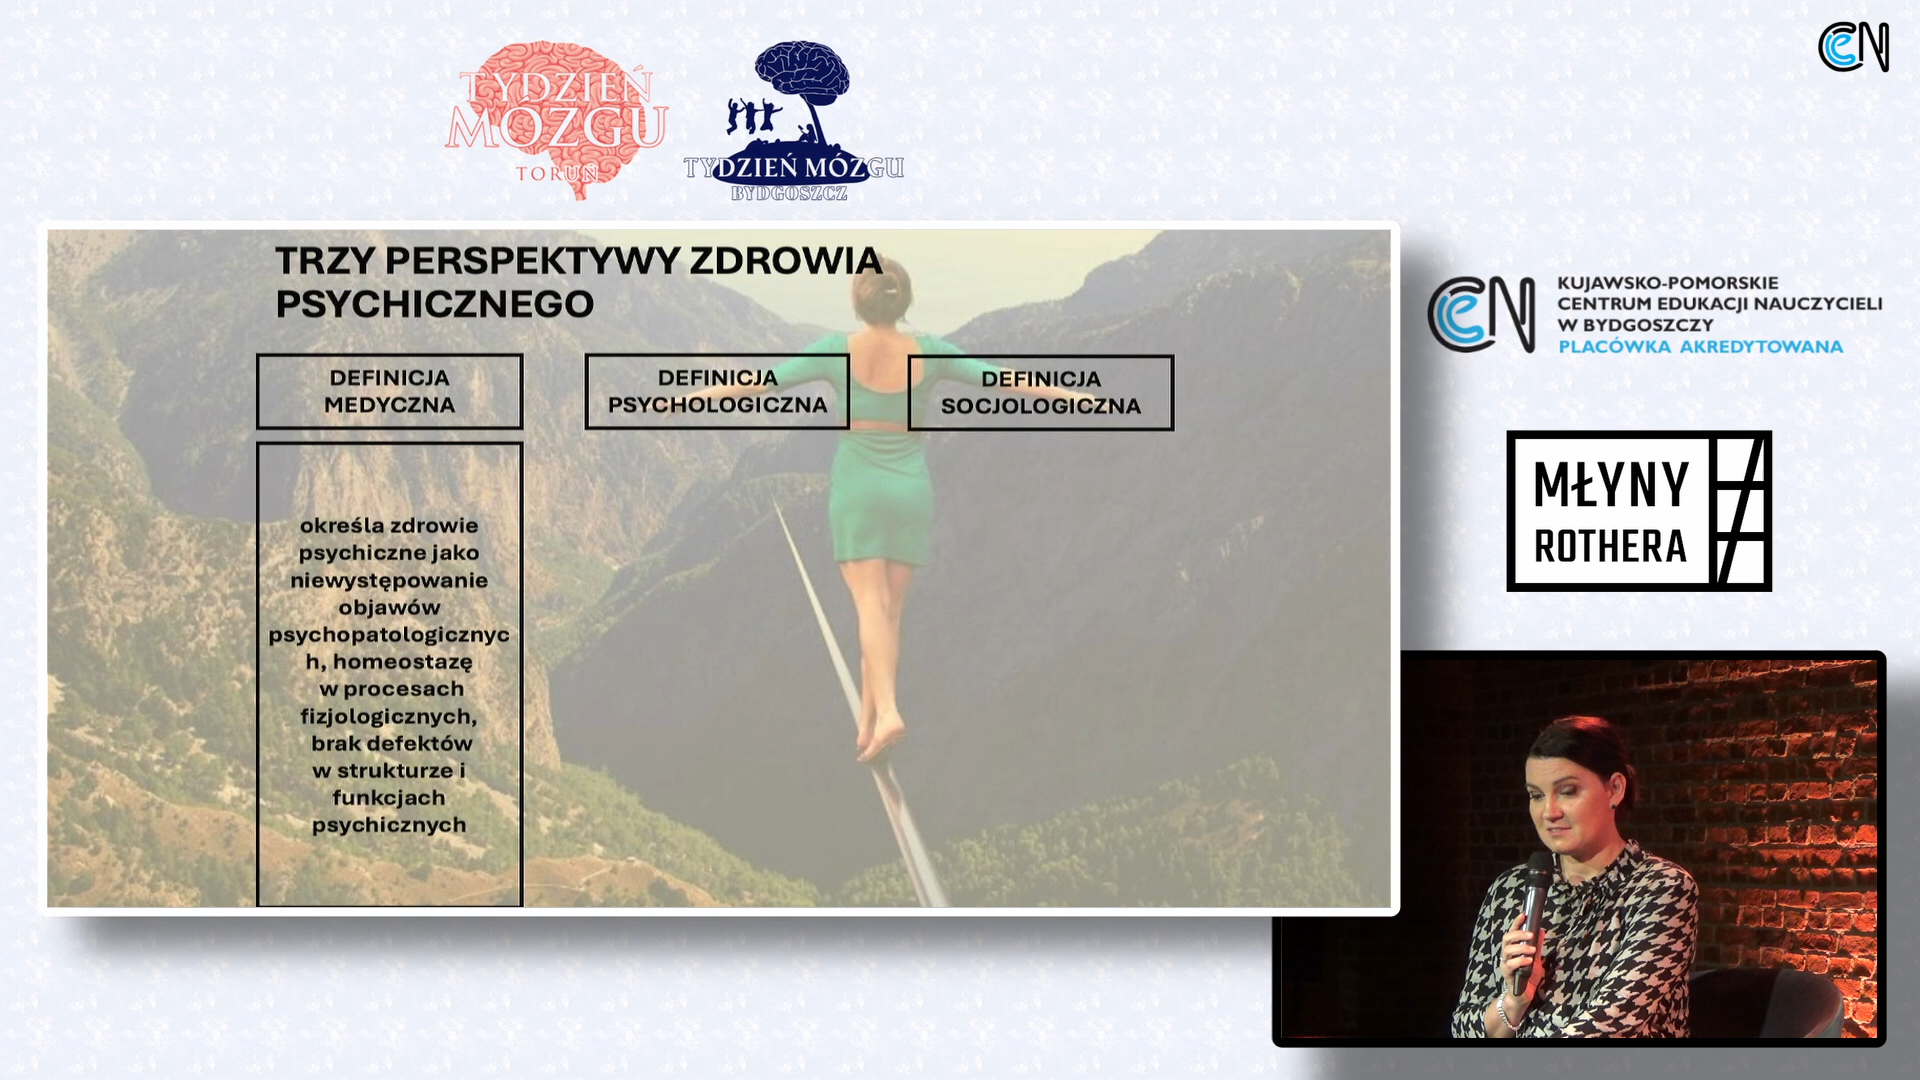 TYDZIEŃ
MÓZGU
TORUŃ
TYDZIEŃ MÓZGU
BYDGOSZCZ
CEN
TRZY PERSPEKTYWY ZDROWIA
PSYCHICZNEGO
DEFINICJA
MEDYCZNA
DEFINICJA
PSYCHOLOGICZNA
DEFINICJA
SOCJOLOGICZNA
określa zdrowie
psychiczne jako
niewystępowanie
objawów
psychopatologicznyc
h, homeostazę
w procesach
fizjologicznych,
brak defektów
w strukturze i
funkcjach
psychicznych
CEN
KUJAWSKO-POMORSKIE
CENTRUM EDUKACJI NAUCZYCIELI
W BYDGOSZCZY
PLACÓWKA AKREDYTOWANA
MŁYNY
ROTHERA